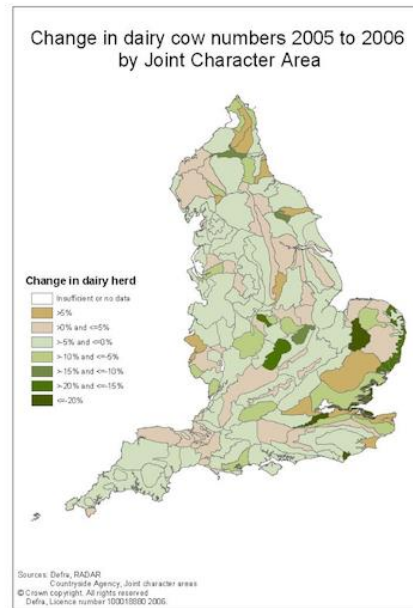 Change in dairy cow numbers 2005 to 2006
by Joint Character Area
Change in dairy herd
Insufficient or no data
>5%
>0% and <=5%
>-5% and <=0%
>-10% and <=-5%
>-15% and <=-10%
>-20% and <=-15%
<=-20%
Sources: Defra, RADAR
Countryside Agency, Joint character areas
© Crown copyright. All rights reserved
Defra, Licence number 100018880 2006.